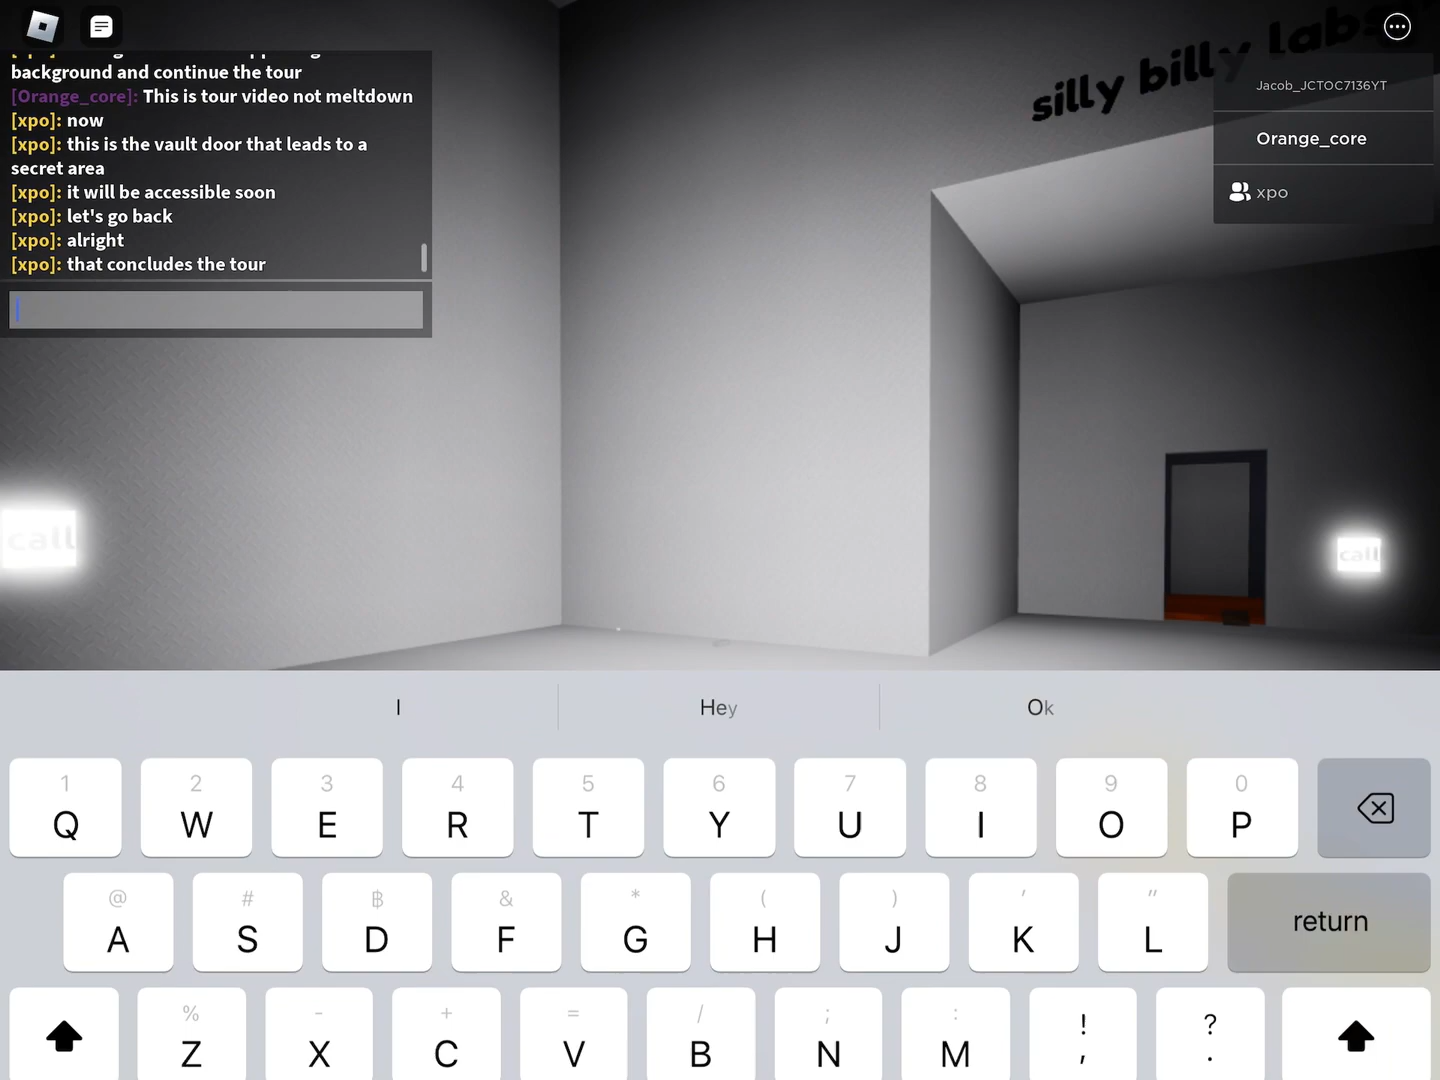 background and continue the tour
[Orange_core]: This is tour video not meltdown
[xpo]: now
[xpo]: this is the vault door that leads to a
secret area
[xpo]: it will be accessible soon
[xpo]: let's go back
[xpo]: alright
[xpo]: that concludes the tour
silly billy labs
Jacob_JCTOC7136YT
Orange_core
xpo
call
call
I
Hey
Ok
1 2 3 4 5 6 7 8 9 0
Q W E R T Y U I O P
@ # ฿ & * ( ) ' "
A S D F G H J K L return
% - + = / ; : ! ?
Z X C V B N M , .